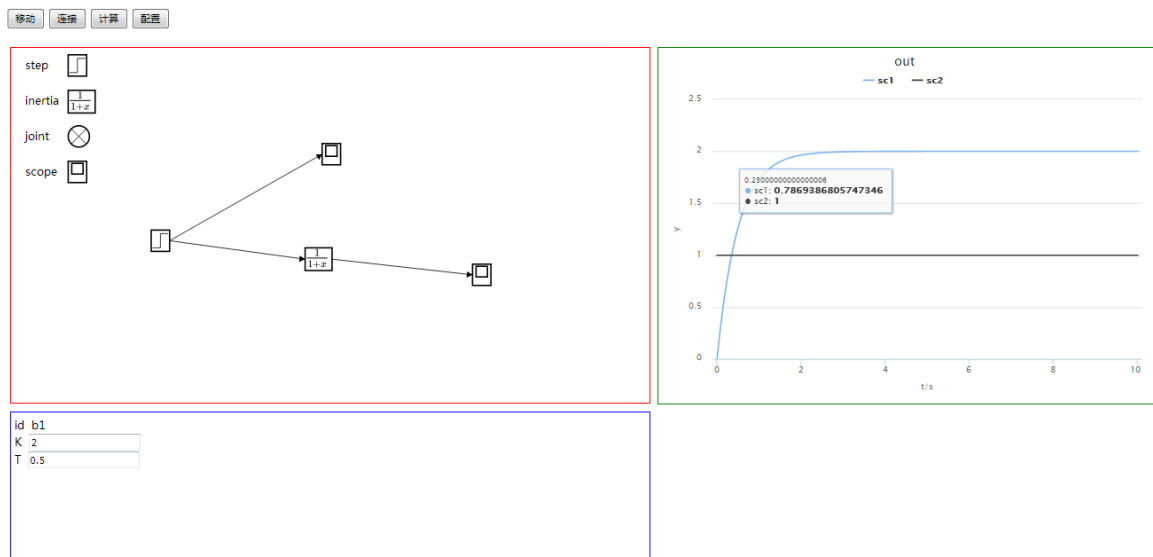 移动 连接 计算 配置
step
inertia 1/1+x
joint
scope
1/1+x
out
sc1 sc2
2.5
2
1.5
1
0.5
0
y
0.25000000000000006
sc1: 0.7869386805747346
sc2: 1
0 2 4 6 8 10
t/s
id b1
K 2
T 0.5